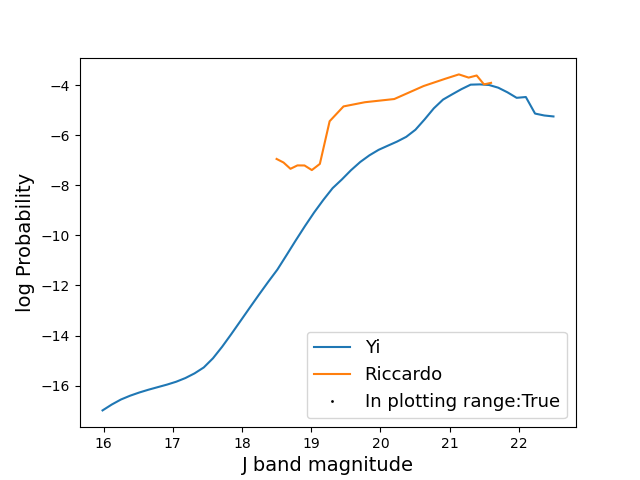 −4
−6
−8
−10
−12
−14
−16
log Probability
Yi
Riccardo
In plotting range:True
16 17 18 19 20 21 22
J band magnitude